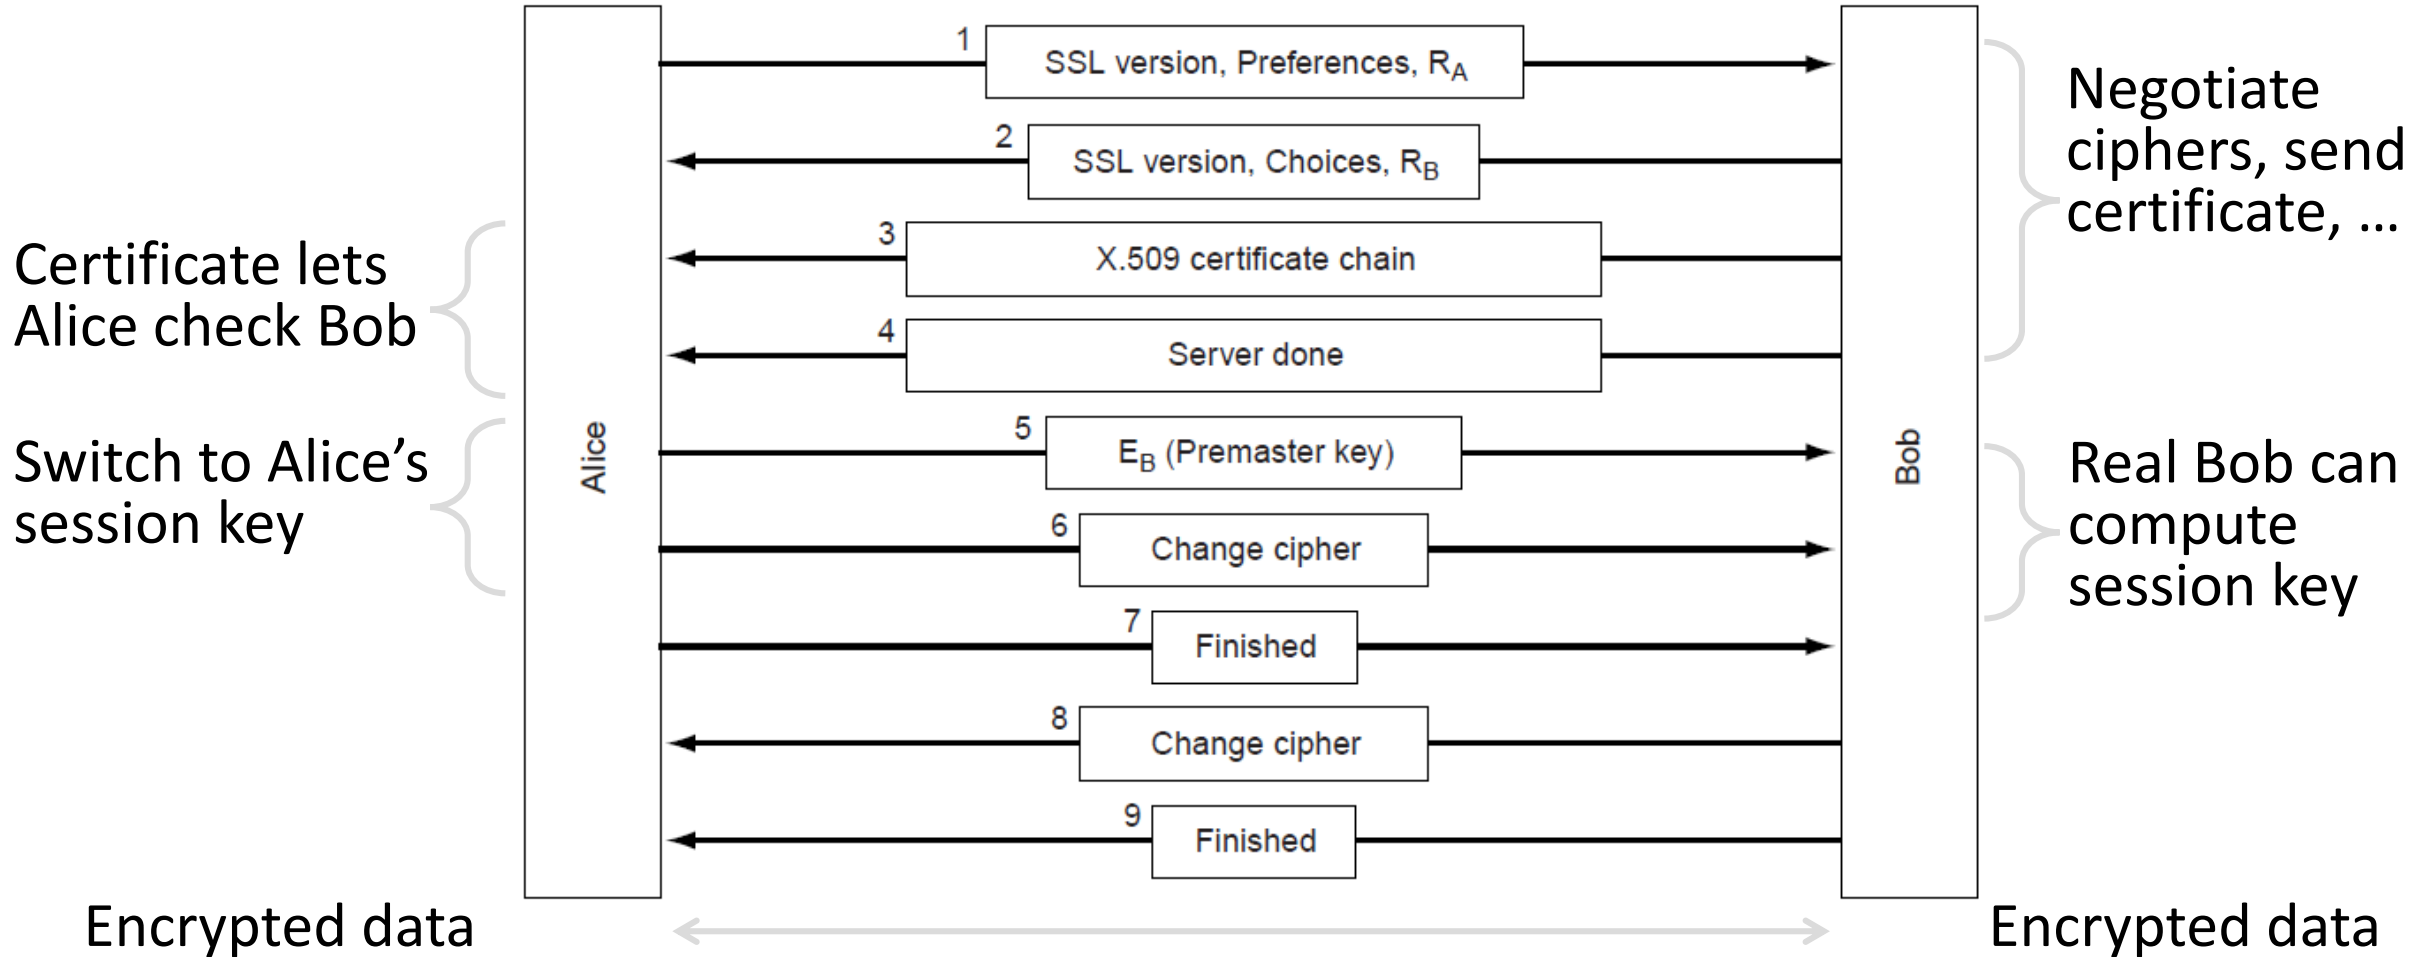 1
SSL version, Preferences, RA
2
SSL version, Choices, RB
3
X.509 certificate chain
4
Server done
5
EB (Premaster key)
6
Change cipher
7
Finished
8
Change cipher
9
Finished
Alice
Bob
Certificate lets
Alice check Bob
Switch to Alice’s
session key
Negotiate
ciphers, send
certificate, ...
Real Bob can
compute
session key
Encrypted data
Encrypted data